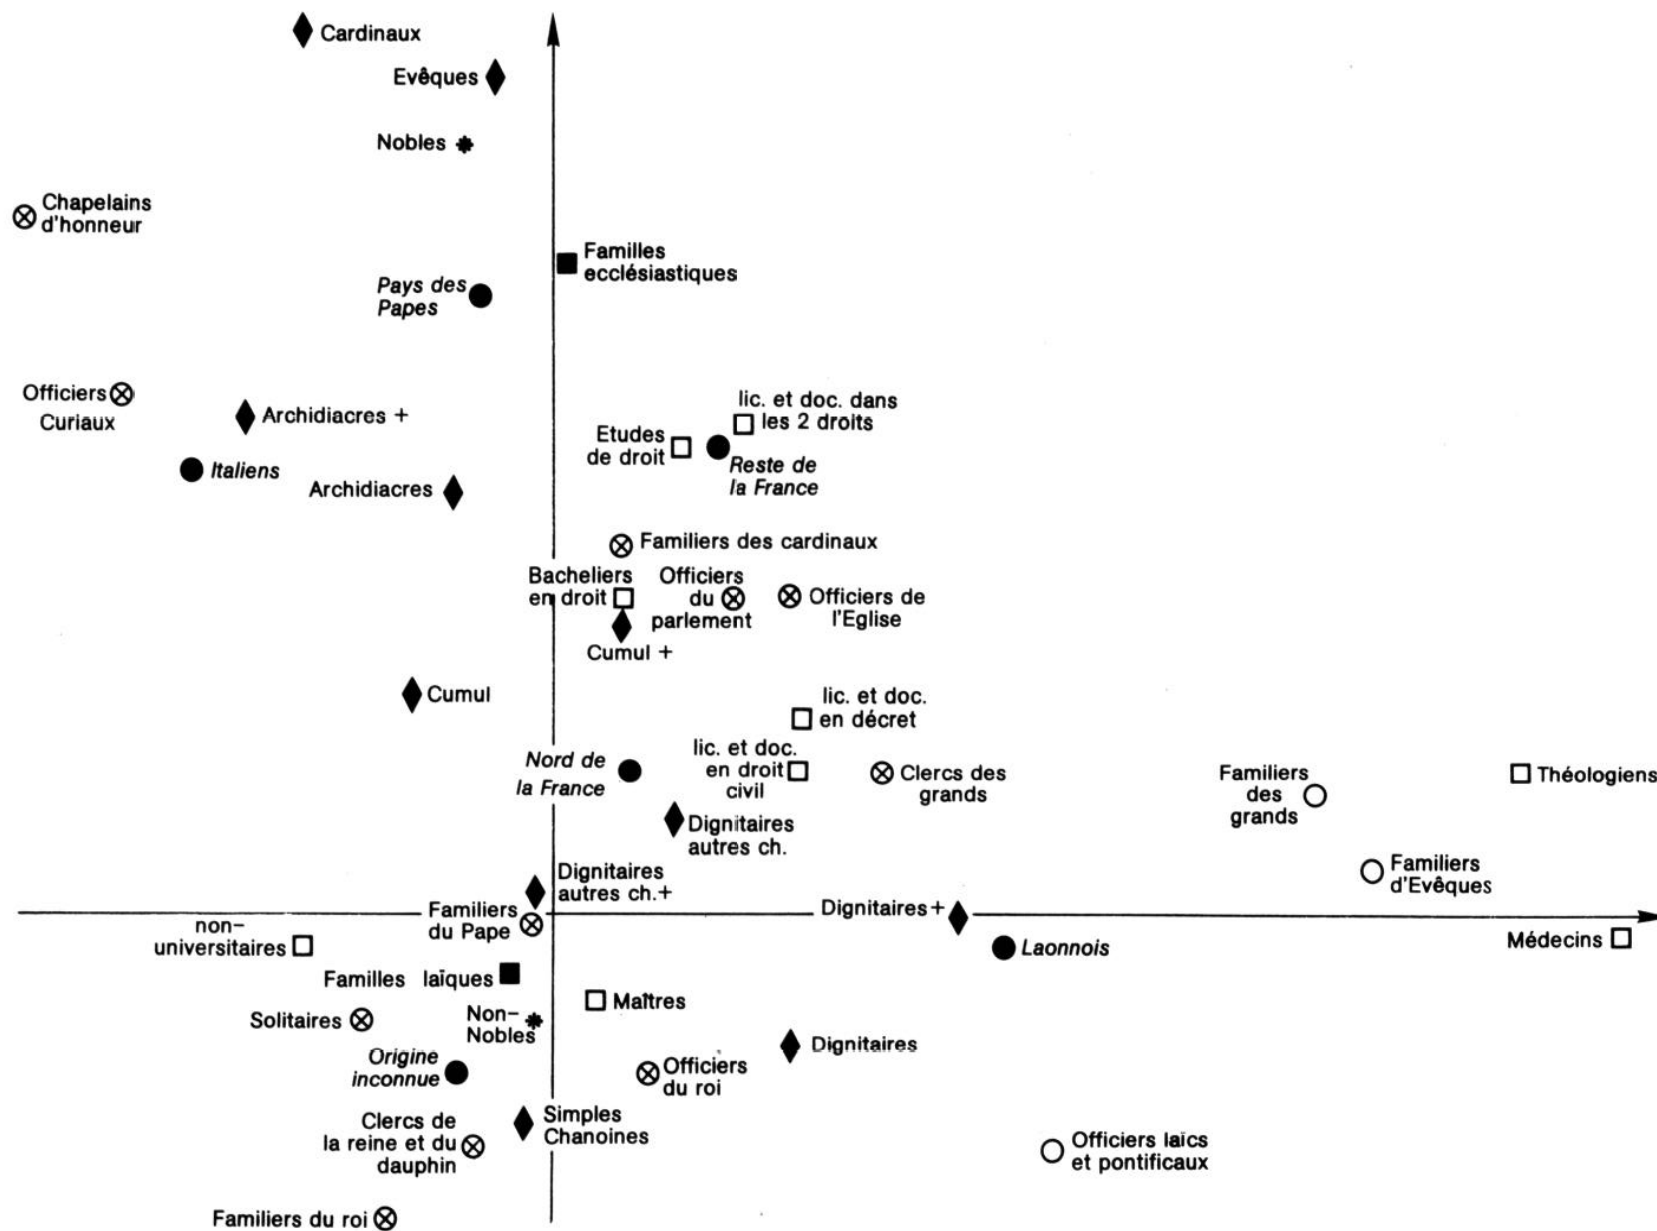 Cardinaux
Evêques
Nobles
Chapelains
d'honneur
Familles
ecclésiastiques
Pays des
Papes
Officiers
Curiaux
Archidiacres +
lic. et doc. dans
les 2 droits
Etudes
de droit
Reste de
la France
Italiens
Archidiacres
Familiers des cardinaux
Bacheliers
en droit
Officiers
du
parlement
Officiers de
l'Eglise
Cumul +
Cumul
lic. et doc.
en décret
Nord de
la France
lic. et doc.
en droit
civil
Clercs des
grands
Familiers
des
grands
Théologiens
Dignitaires
autres ch.
Dignitaires
autres ch.+
Familiers
d'Evêques
Familiers
du Pape
Dignitaires +
non-
universitaires
Laonnois
Médecins
Familles laïques
Maîtres
Solitaires
Non-
Nobles
Dignitaires
Origine
inconnue
Officiers
du roi
Clercs de
la reine et du
dauphin
Simples
Chanoines
Officiers laïcs
et pontificaux
Familiers du roi